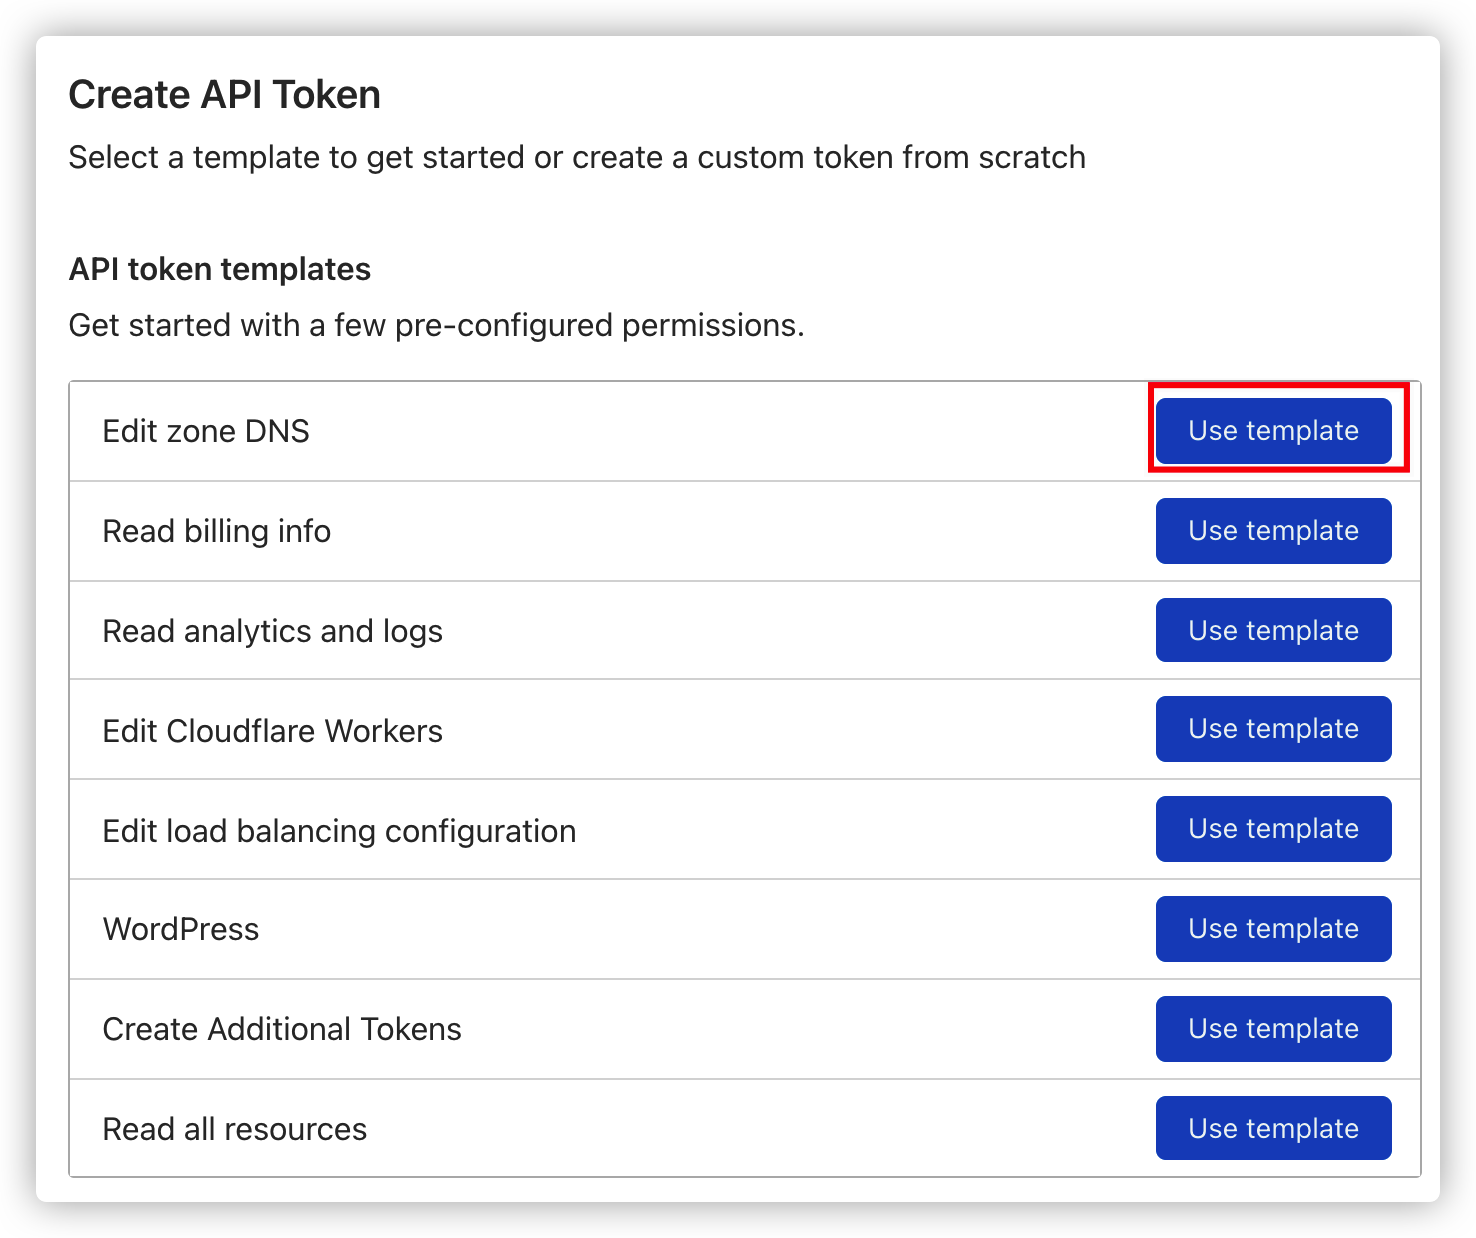 Create API Token
Select a template to get started or create a custom token from scratch
API token templates
Get started with a few pre-configured permissions.
Edit zone DNS Use template
Read billing info Use template
Read analytics and logs Use template
Edit Cloudflare Workers Use template
Edit load balancing configuration Use template
WordPress Use template
Create Additional Tokens Use template
Read all resources Use template